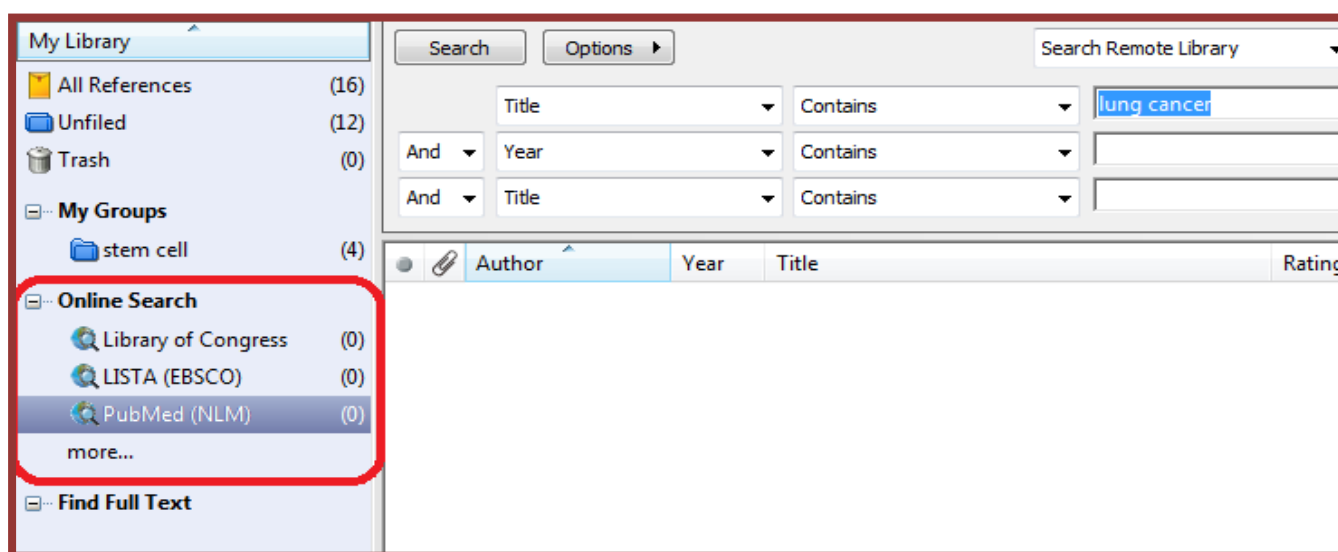 My Library
All References (16)
Unfiled (12)
Trash (0)
My Groups
stem cell (4)
Online Search
Library of Congress (0)
LISTA (EBSCO) (0)
PubMed (NLM) (0)
more...
Find Full Text
Search Options Search Remote Library
Title Contains lung cancer
And Year Contains
And Title Contains
Author Year Title Rating